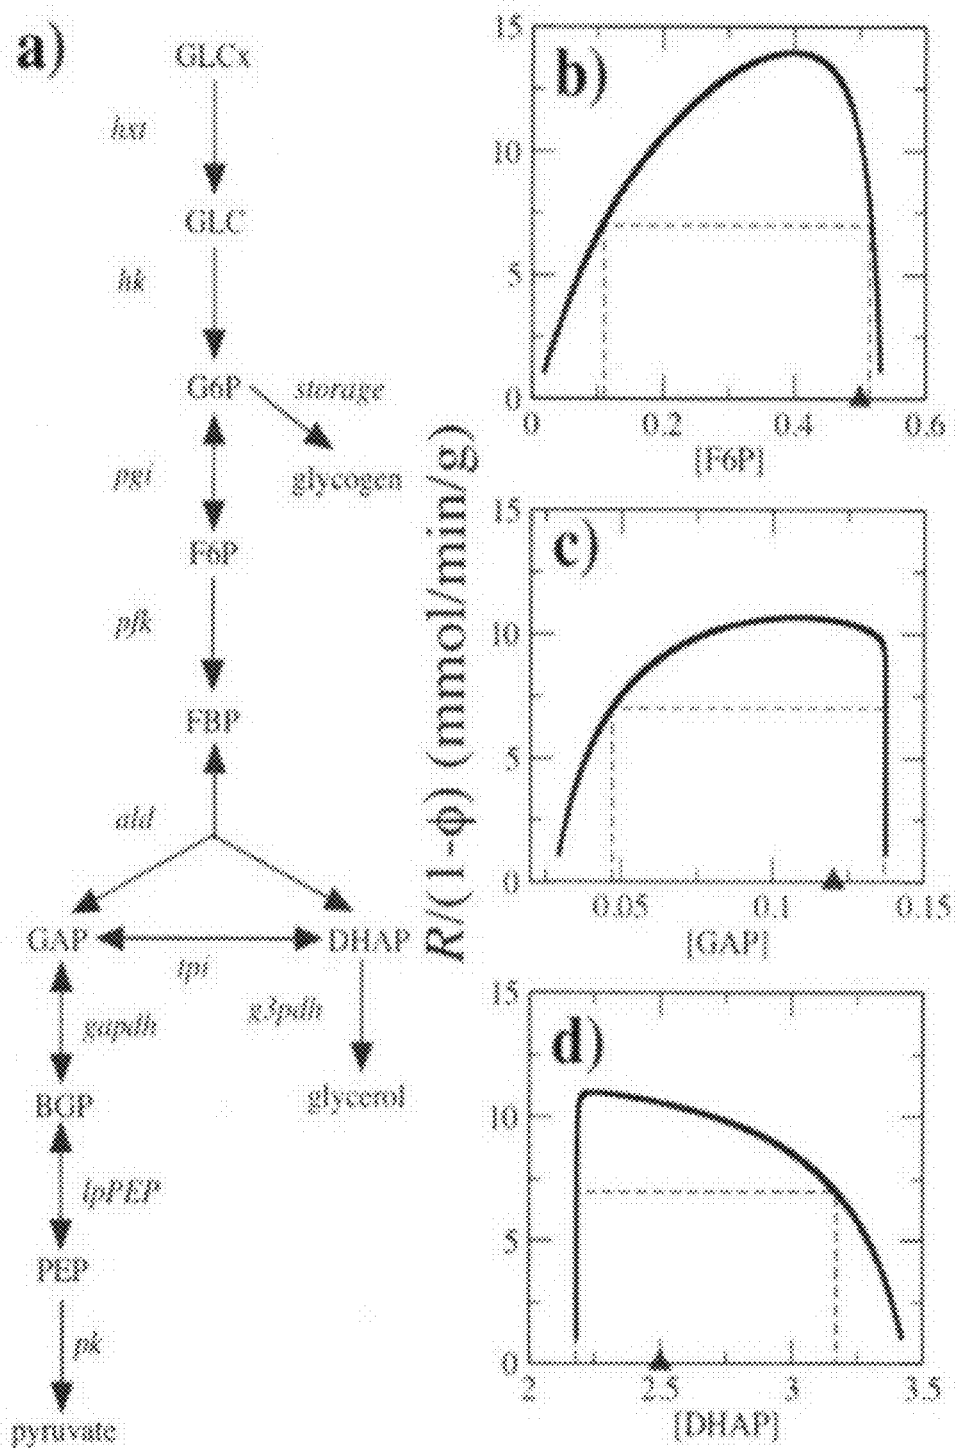 a)
GLCx
hxt
GLC
hk
G6P
storage
glycogen
pgi
F6P
pfk
FBP
ald
GAP
DHAP
tpi
gapdh
g3pdh
BGP
glycerol
lpPEP
PEP
pk
pyruvate
R/(1-ϕ) (mmol/min/g)
b)
15
10
5
0
0 0.2 0.4 0.6
[F6P]
c)
15
10
5
0
0.05 0.1 0.15
[GAP]
d)
15
10
5
0
2 2.5 3 3.5
[DHAP]